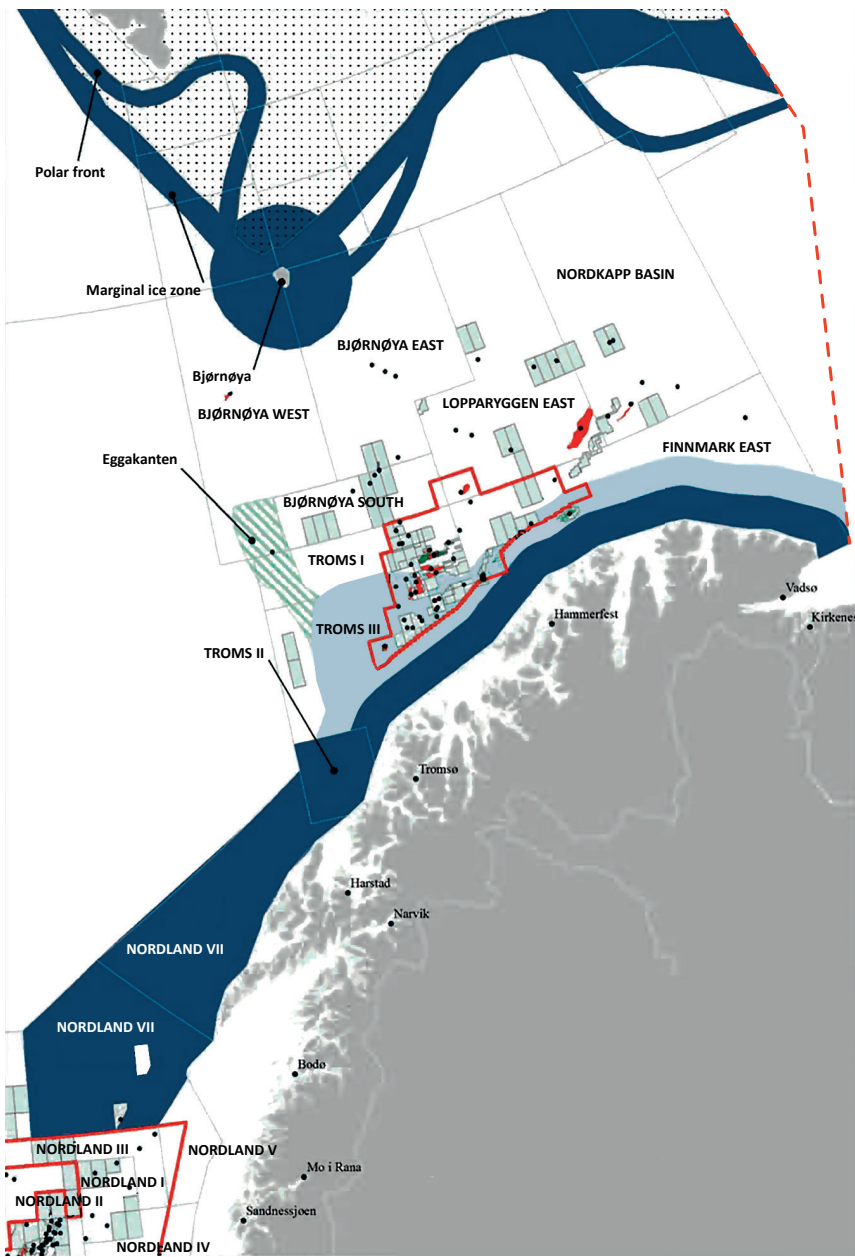 Polar front
NORDKAPP BASIN
Marginal ice zone
BJØRNØYA EAST
Bjørnøya
LOPPARYGGEN EAST
BJØRNØYA WEST
FINNMARK EAST
Eggakanten
BJØRNØYA SOUTH
TROMS I
Vadsø
Hammerfest
Kirkenes
TROMS III
TROMS II
Tromsø
Harstad
Narvik
NORDLAND VII
NORDLAND VII
Bodø
NORDLAND III
NORDLAND V
Mo i Rana
NORDLAND I
NORDLAND II
Sandnessjøen
NORDLAND IV